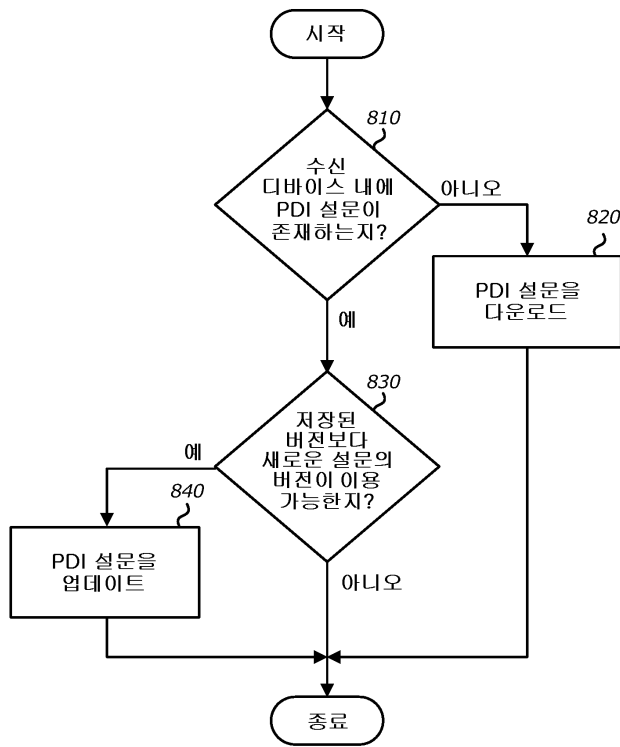 시작
810
수신
디바이스 내에
PDI 설문이
존재하는지?
아니오
820
PDI 설문을
다운로드
예
830
저장된
버전보다
새로운 설문의
버전이 이용
가능한지?
예
840
PDI 설문을
업데이트
아니오
종료